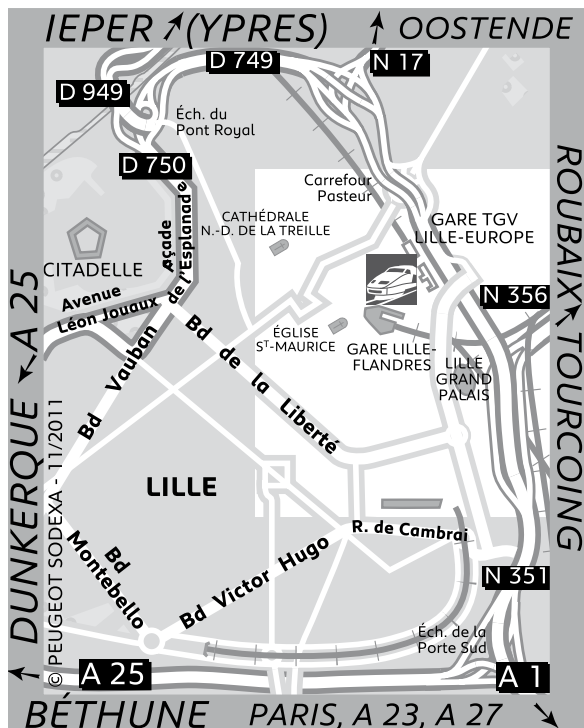 IEPER (YPRES)
OOSTENDE
D 749
N 17
D 949
Éch. du
Pont Royal
D 750
Carrefour
Pasteur
CATHÉDRALE
N.-D. DE LA TREILLE
GARE TGV
LILLE-EUROPE
Façade
de l'Esplanade
CITADELLE
Avenue
Léon Jouaux
N 356
ÉGLISE
Sᵀ-MAURICE
GARE LILLE-
FLANDRES
LILLE
GRAND
PALAIS
Bd Vauban
Bd de la Liberté
LILLE
R. de Cambrai
Bd Victor Hugo
Bd
Montebello
N 351
Éch. de la
Porte Sud
A 25
A 1
ROUBAIX TOURCOING
DUNKERQUE A 25
© PEUGEOT SODEXA - 11/2011
BÉTHUNE
PARIS, A 23, A 27